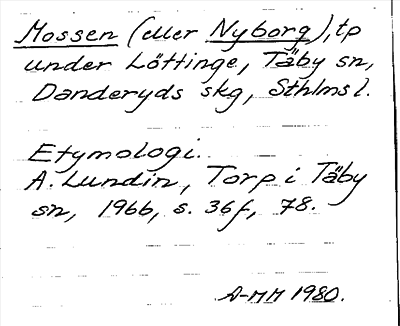 Mossen (eller Nyborg), tp
under Löttinge, Täby sn,
Danderyds skg, Sthlms l.
Etymologi.
A. Lundin, Torp i Täby
sn, 1966, s. 36f, 78.
A-MM 1980.